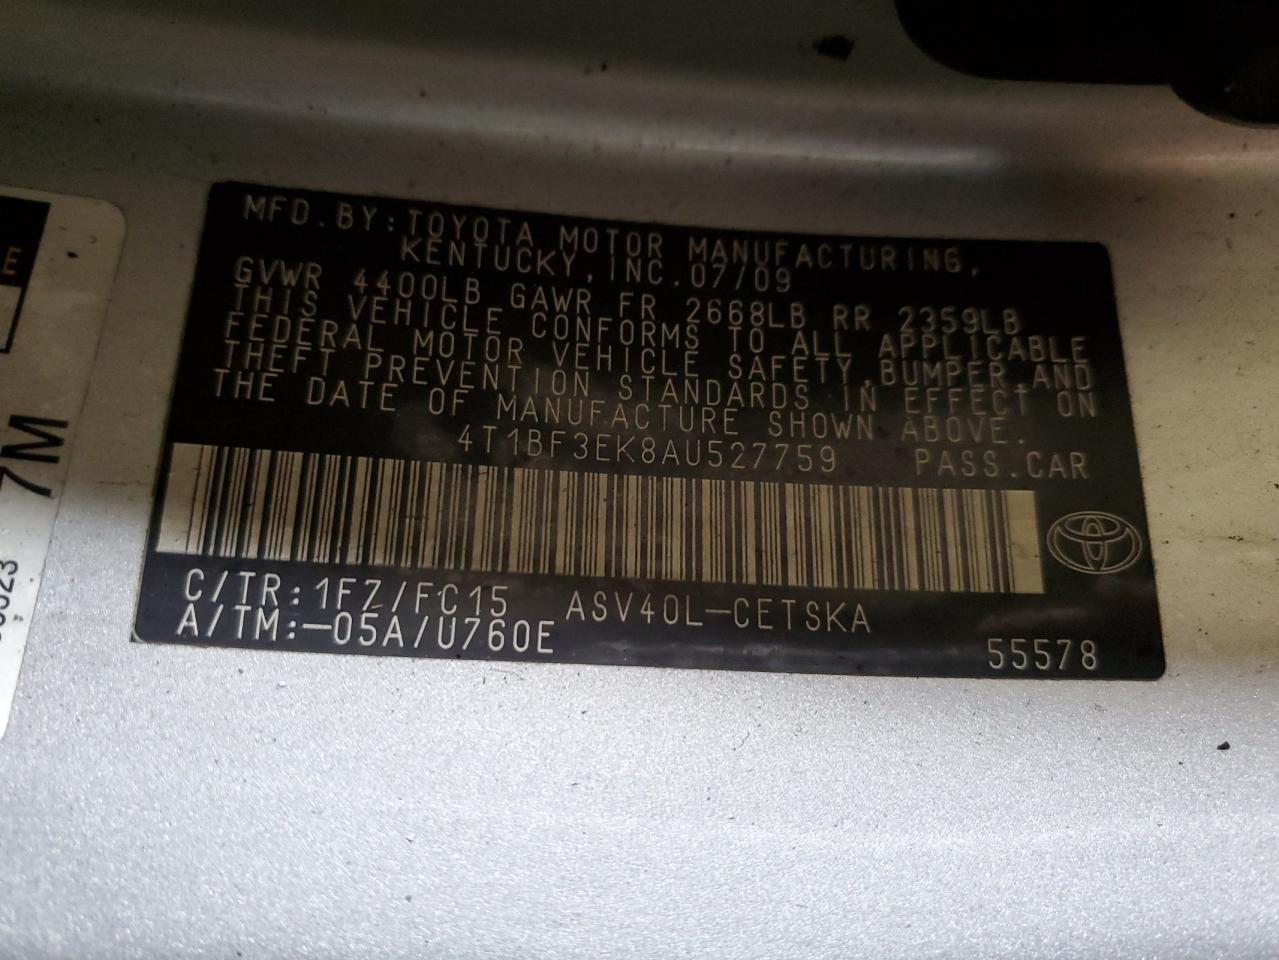 MFD. BY: TOYOTA MOTOR MANUFACTURING,
KENTUCKY, INC. 07/09
GVWR 4400LB GAWR FR 2668LB RR 2359LB
THIS VEHICLE CONFORMS TO ALL APPLICABLE
FEDERAL MOTOR VEHICLE SAFETY, BUMPER, AND
THEFT PREVENTION STANDARDS IN EFFECT ON
THE DATE OF MANUFACTURE SHOWN ABOVE.
4T1BF3EK8AU527759 PASS. CAR
C/TR: 1F7/FC15 ASV40L-CETSKA
A/TM: -05A/U760E
55578
E
7M